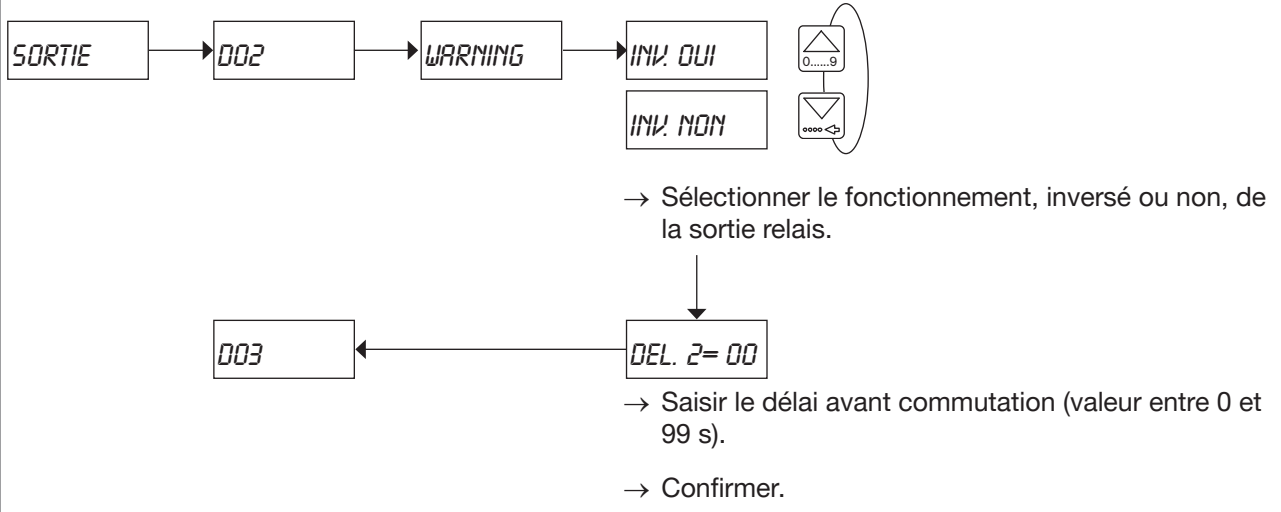 SORTIE
DO2
WARNING
INV. OUI
0......9
INV. NON
→ Sélectionner le fonctionnement, inversé ou non, de
la sortie relais.
DO3
DEL. 2= 00
→ Saisir le délai avant commutation (valeur entre 0 et
99 s).
→ Confirmer.